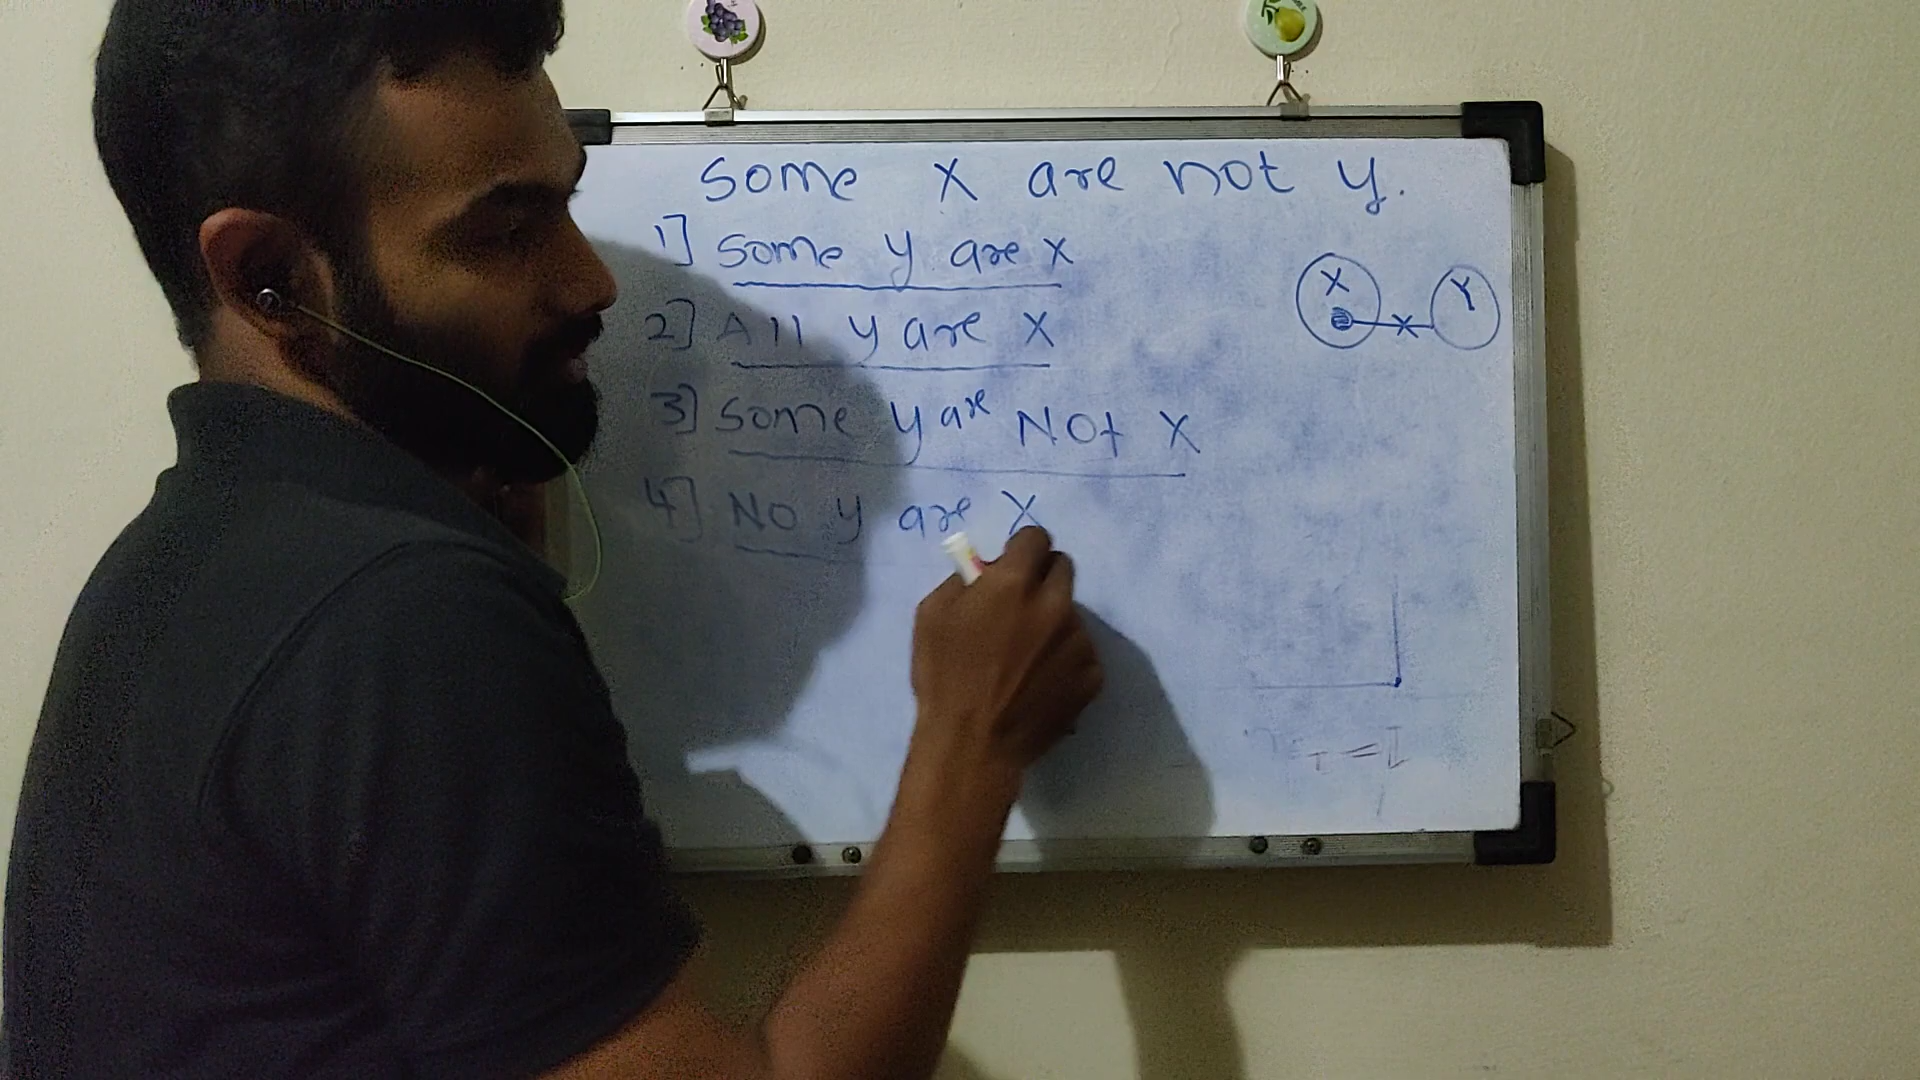 Some X are not y.
1] Some y are X
2] All y are X
3] Some y are Not X
4] No y are X
X Y
X